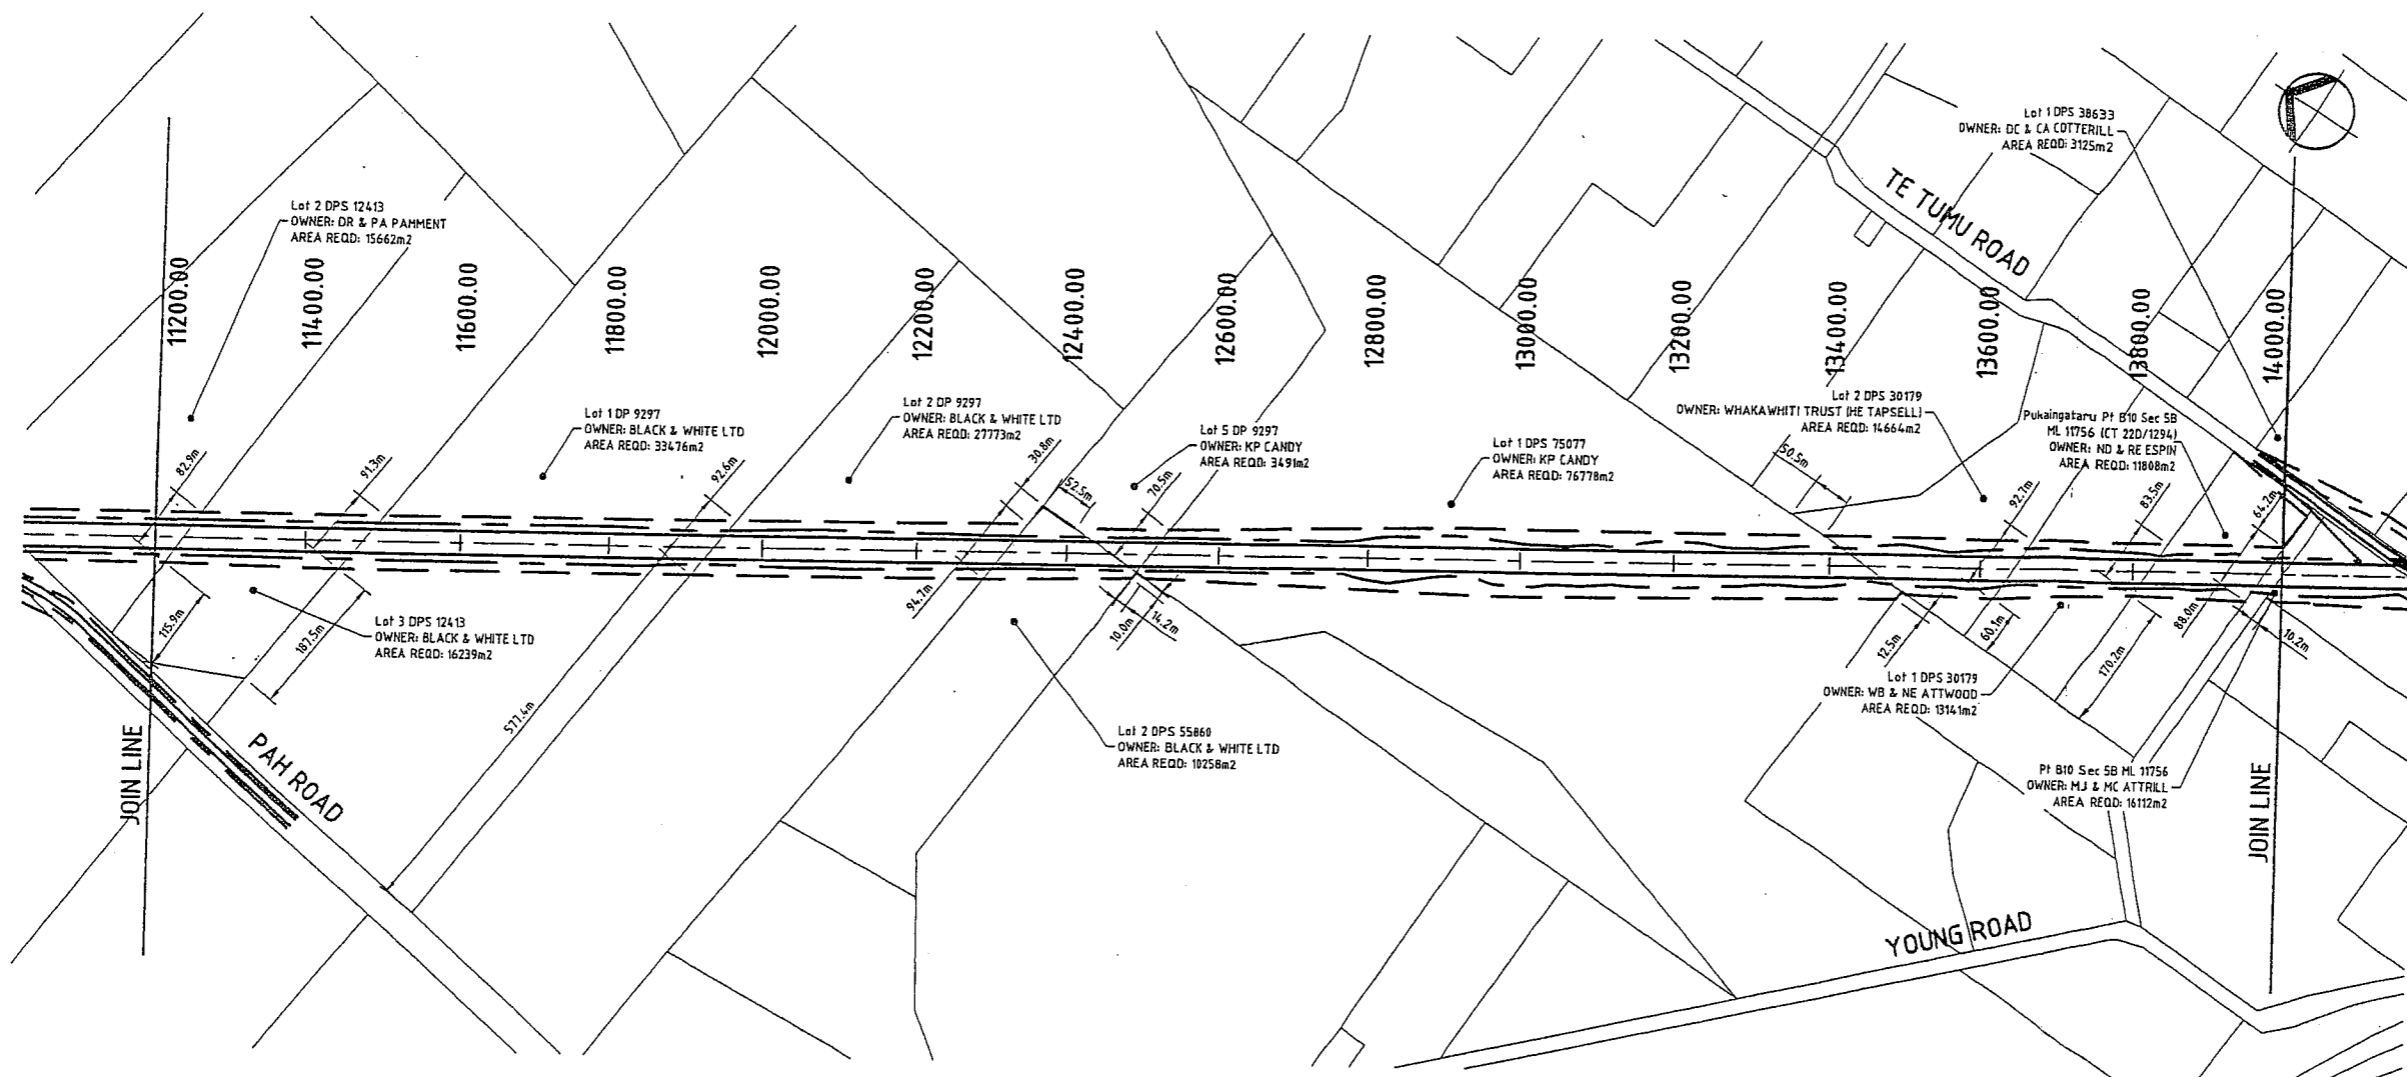 Lot 1 DPS 38633
OWNER: DC & CA COTTERILL
AREA REQD: 3125m2
TE TUMU ROAD
Lot 2 DPS 12413
OWNER: DR & PA PAMMENT
AREA REQD: 15662m2
11200.00
11400.00
11600.00
11800.00
12000.00
12200.00
12400.00
12600.00
12800.00
13000.00
13200.00
13400.00
13600.00
13800.00
14000.00
Lot 1 DP 9297
OWNER: BLACK & WHITE LTD
AREA REQD: 33476m2
Lot 2 DP 9297
OWNER: BLACK & WHITE LTD
AREA REQD: 27773m2
Lot 5 DP 9297
OWNER: KP CANDY
AREA REQD: 3491m2
Lot 1 DPS 75077
OWNER: KP CANDY
AREA REQD: 76778m2
Lot 2 DPS 30179
OWNER: WHAKAWHITI TRUST (HE TAPSELL)
AREA REQD: 14664m2
Pukaingataru Pt B10 Sec 5B
ML 11756 (CT 22D/1294)
OWNER: ND & RE ESPIN
AREA REQD: 11808m2
82.9m
91.3m
92.6m
30.8m
52.5m
70.5m
50.5m
92.7m
83.5m
64.2m
115.9m
187.5m
577.4m
94.7m
10.0m
14.2m
12.5m
60.1m
170.2m
88.0m
10.2m
Lot 3 DPS 12413
OWNER: BLACK & WHITE LTD
AREA REQD: 16239m2
Lot 2 DPS 55860
OWNER: BLACK & WHITE LTD
AREA REQD: 10258m2
Lot 1 DPS 30179
OWNER: WB & NE ATTWOOD
AREA REQD: 13141m2
Pt B10 Sec 5B ML 11756
OWNER: MJ & MC ATTRILL
AREA REQD: 16112m2
JOIN LINE
PAH ROAD
YOUNG ROAD
JOIN LINE